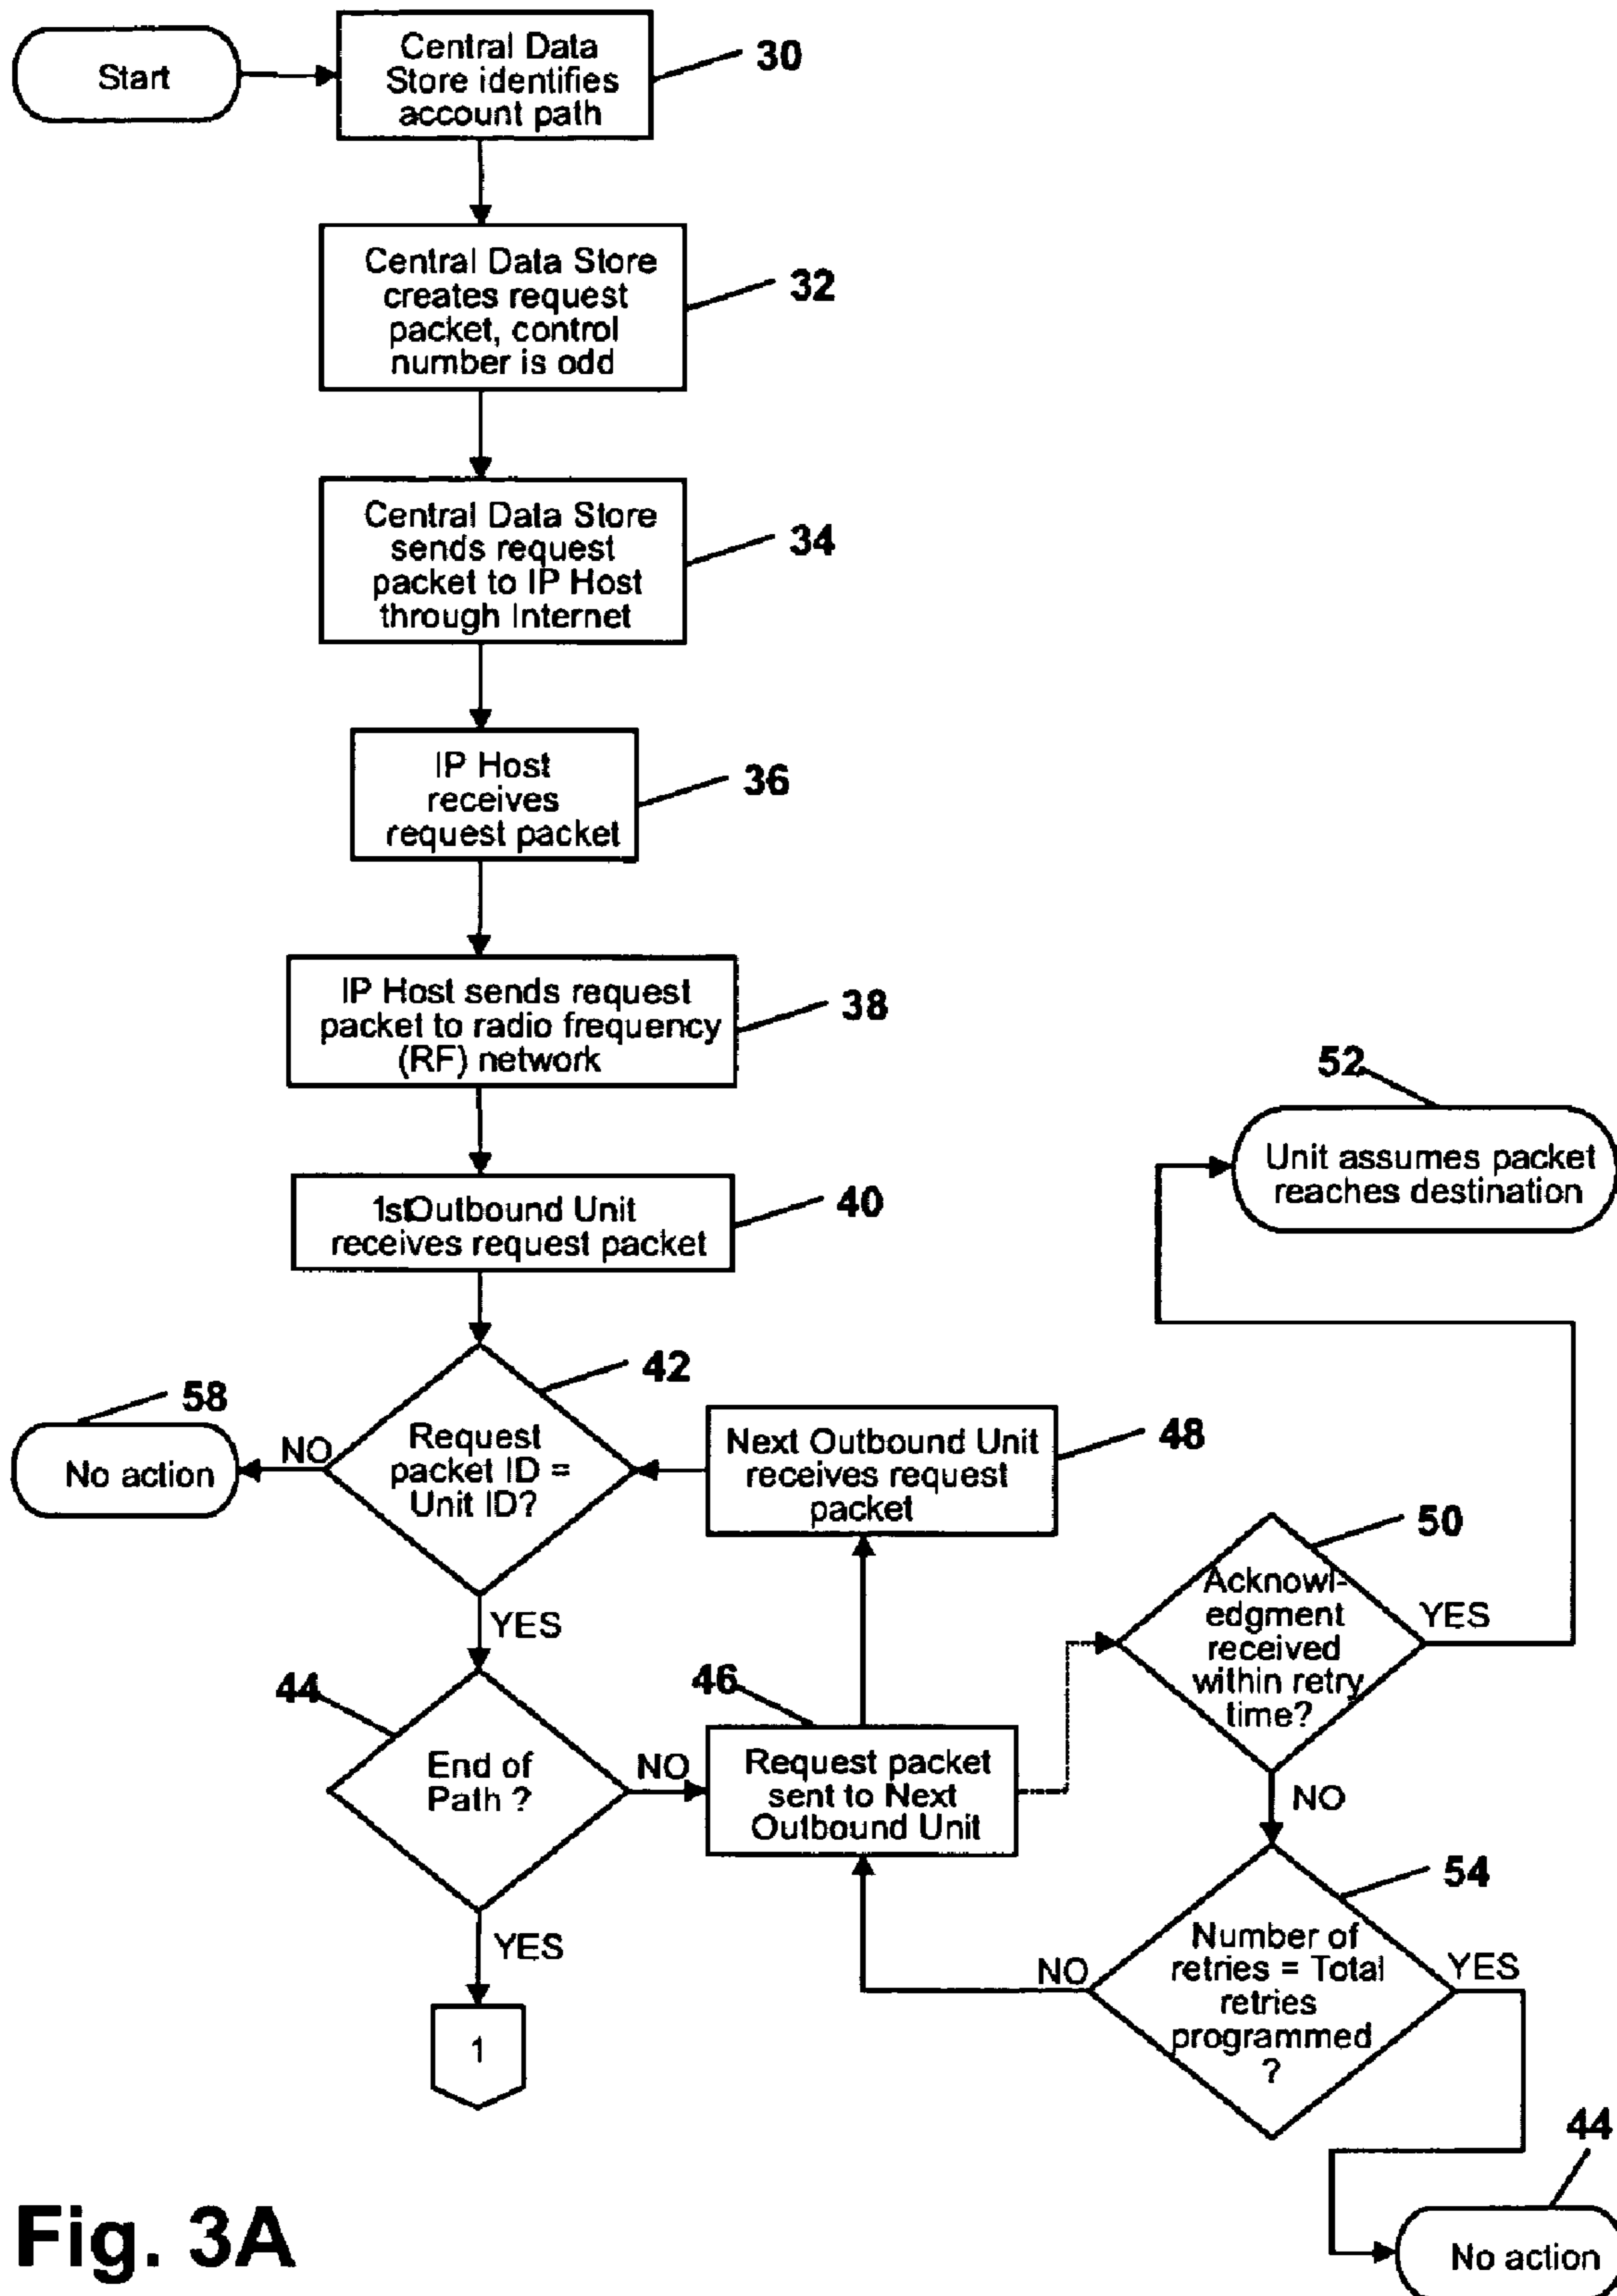 Start
Central Data
Store identifies
account path
30
Central Data Store
creates request
packet, control
number is odd
32
Central Data Store
sends request
packet to IP Host
through Internet
34
IP Host
receives
request packet
36
IP Host sends request
packet to radio frequency
(RF) network
38
1stOutbound Unit
receives request packet
40
52
Unit assumes packet
reaches destination
42
Request
packet ID =
Unit ID?
NO
58
No action
YES
48
Next Outbound Unit
receives request
packet
50
Acknowl-
edgment
received
within retry
time?
YES
NO
44
End of
Path ?
NO
YES
46
Request packet
sent to Next
Outbound Unit
54
Number of
retries = Total
retries
programmed
?
NO
YES
1
44
No action
Fig. 3A